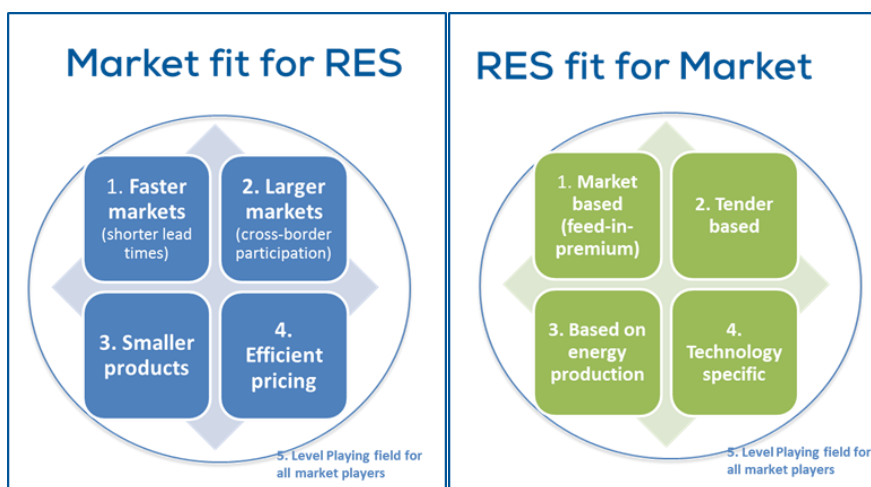 Market fit for RES
1. Faster
markets
(shorter lead
times)
2. Larger
markets
(cross-border
participation)
3. Smaller
products
4.
Efficient
pricing
5. Level Playing field for
all market players
RES fit for Market
1. Market
based
(feed-in-
premium)
2. Tender
based
3. Based on
energy
production
4.
Technology
specific
5. Level Playing field for
all market players